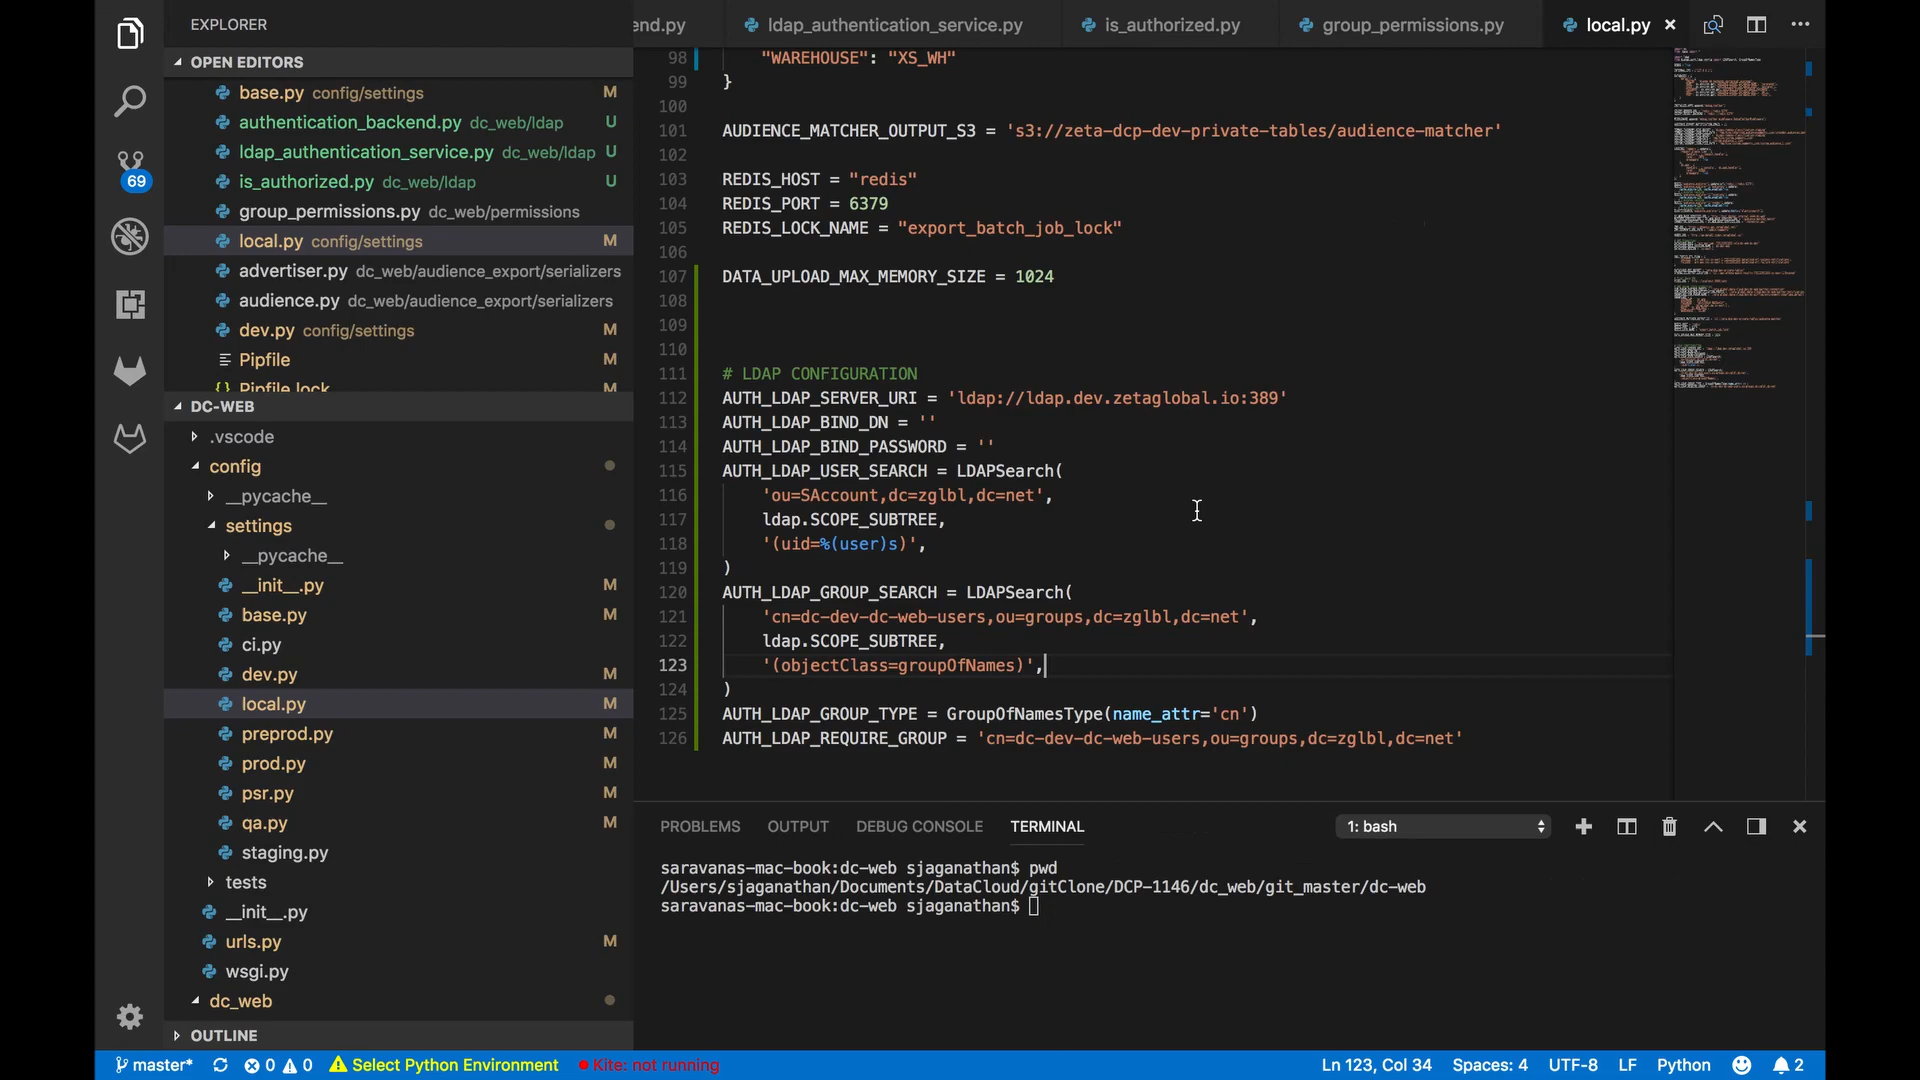 EXPLORER
OPEN EDITORS
base.py config/settings M
authentication_backend.py dc_web/ldap U
ldap_authentication_service.py dc_web/ldap U
is_authorized.py dc_web/ldap U
group_permissions.py dc_web/permissions
local.py config/settings M
advertiser.py dc_web/audience_export/serializers
audience.py dc_web/audience_export/serializers
dev.py config/settings M
Pipfile M
{} Pipfile.lock M
69
DC-WEB
.vscode
config
__pycache__
settings
__pycache__
__init__.py M
base.py M
ci.py
dev.py M
local.py M
preprod.py M
prod.py M
psr.py M
qa.py M
staging.py
tests
__init__.py
urls.py M
wsgi.py
dc_web
OUTLINE
end.py ldap_authentication_service.py is_authorized.py group_permissions.py local.py
98 "WAREHOUSE": "XS_WH"
99 }
100
101 AUDIENCE_MATCHER_OUTPUT_S3 = 's3://zeta-dcp-dev-private-tables/audience-matcher'
102
103 REDIS_HOST = "redis"
104 REDIS_PORT = 6379
105 REDIS_LOCK_NAME = "export_batch_job_lock"
106
107 DATA_UPLOAD_MAX_MEMORY_SIZE = 1024
108
109
110
111 # LDAP CONFIGURATION
112 AUTH_LDAP_SERVER_URI = 'ldap://ldap.dev.zetaglobal.io:389'
113 AUTH_LDAP_BIND_DN = ''
114 AUTH_LDAP_BIND_PASSWORD = ''
115 AUTH_LDAP_USER_SEARCH = LDAPSearch(
116 'ou=SAccount,dc=zglbl,dc=net',
117 ldap.SCOPE_SUBTREE,
118 '(uid=%(user)s)',
119 )
120 AUTH_LDAP_GROUP_SEARCH = LDAPSearch(
121 'cn=dc-dev-dc-web-users,ou=groups,dc=zglbl,dc=net',
122 ldap.SCOPE_SUBTREE,
123 '(objectClass=groupOfNames)',
124 )
125 AUTH_LDAP_GROUP_TYPE = GroupOfNamesType(name_attr='cn')
126 AUTH_LDAP_REQUIRE_GROUP = 'cn=dc-dev-dc-web-users,ou=groups,dc=zglbl,dc=net'
PROBLEMS OUTPUT DEBUG CONSOLE TERMINAL 1: bash
saravanas-mac-book:dc-web sjaganathan$ pwd
/Users/sjaganathan/Documents/DataCloud/gitClone/DCP-1146/dc_web/git_master/dc-web
saravanas-mac-book:dc-web sjaganathan$
master* 0 0 Select Python Environment Kite: not running Ln 123, Col 34 Spaces: 4 UTF-8 LF Python 2